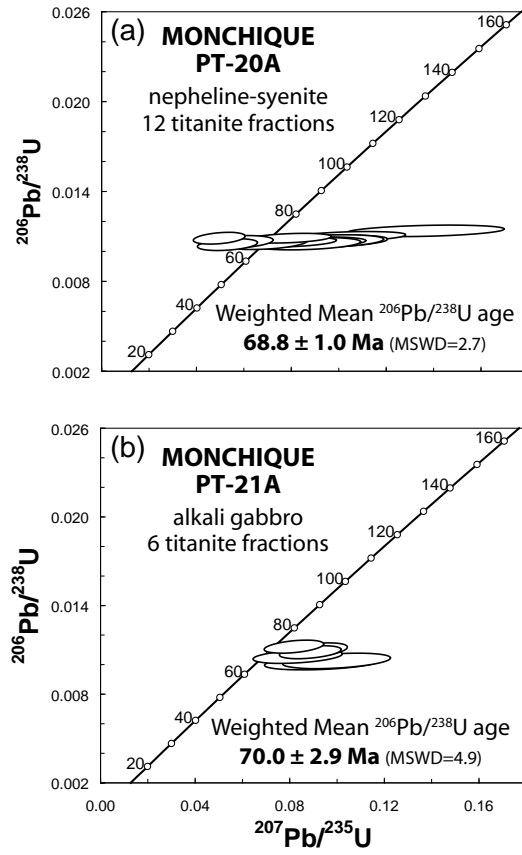 0.026
(a)
MONCHIQUE
PT-20A
nepheline-syenite
12 titanite fractions
160
140
120
100
80
60
40
20
0.020
0.014
0.008
0.002
²⁰⁶Pb/²³⁸U
Weighted Mean ²⁰⁶Pb/²³⁸U age
68.8 ± 1.0 Ma (MSWD=2.7)
0.026
(b)
MONCHIQUE
PT-21A
alkali gabbro
6 titanite fractions
160
140
120
100
80
60
40
20
0.020
0.014
0.008
0.002
²⁰⁶Pb/²³⁸U
Weighted Mean ²⁰⁶Pb/²³⁸U age
70.0 ± 2.9 Ma (MSWD=4.9)
0.00 0.04 0.08 0.12 0.16
²⁰⁷Pb/²³⁵U